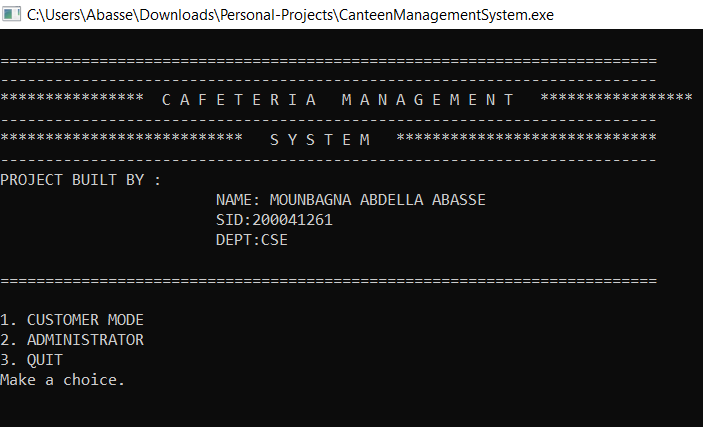 C:\Users\Abasse\Downloads\Personal-Projects\CanteenManagementSystem.exe
=========================================================================
-------------------------------------------------------------------------
**************** C A F E T E R I A   M A N A G E M E N T *****************
-------------------------------------------------------------------------
*************************** S Y S T E M *****************************
-------------------------------------------------------------------------
PROJECT BUILT BY :
NAME: MOUNBAGNA ABDELLA ABASSE
SID:200041261
DEPT:CSE
=========================================================================
1. CUSTOMER MODE
2. ADMINISTRATOR
3. QUIT
Make a choice.